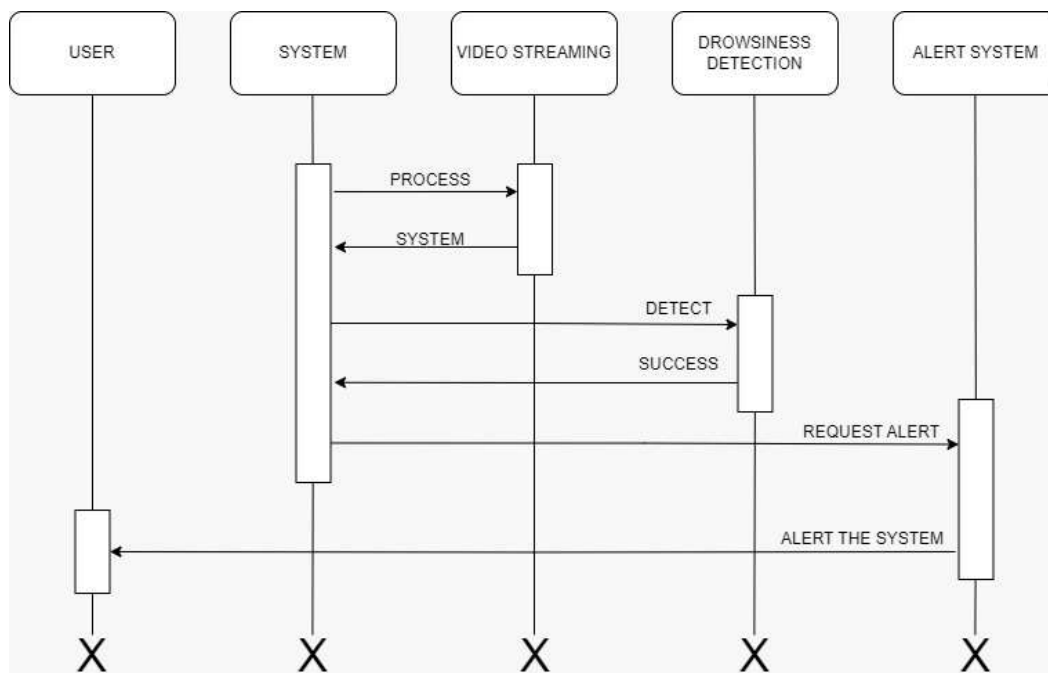 USER
SYSTEM
VIDEO STREAMING
DROWSINESS
DETECTION
ALERT SYSTEM
PROCESS
SYSTEM
DETECT
SUCCESS
REQUEST ALERT
ALERT THE SYSTEM
X X X X X